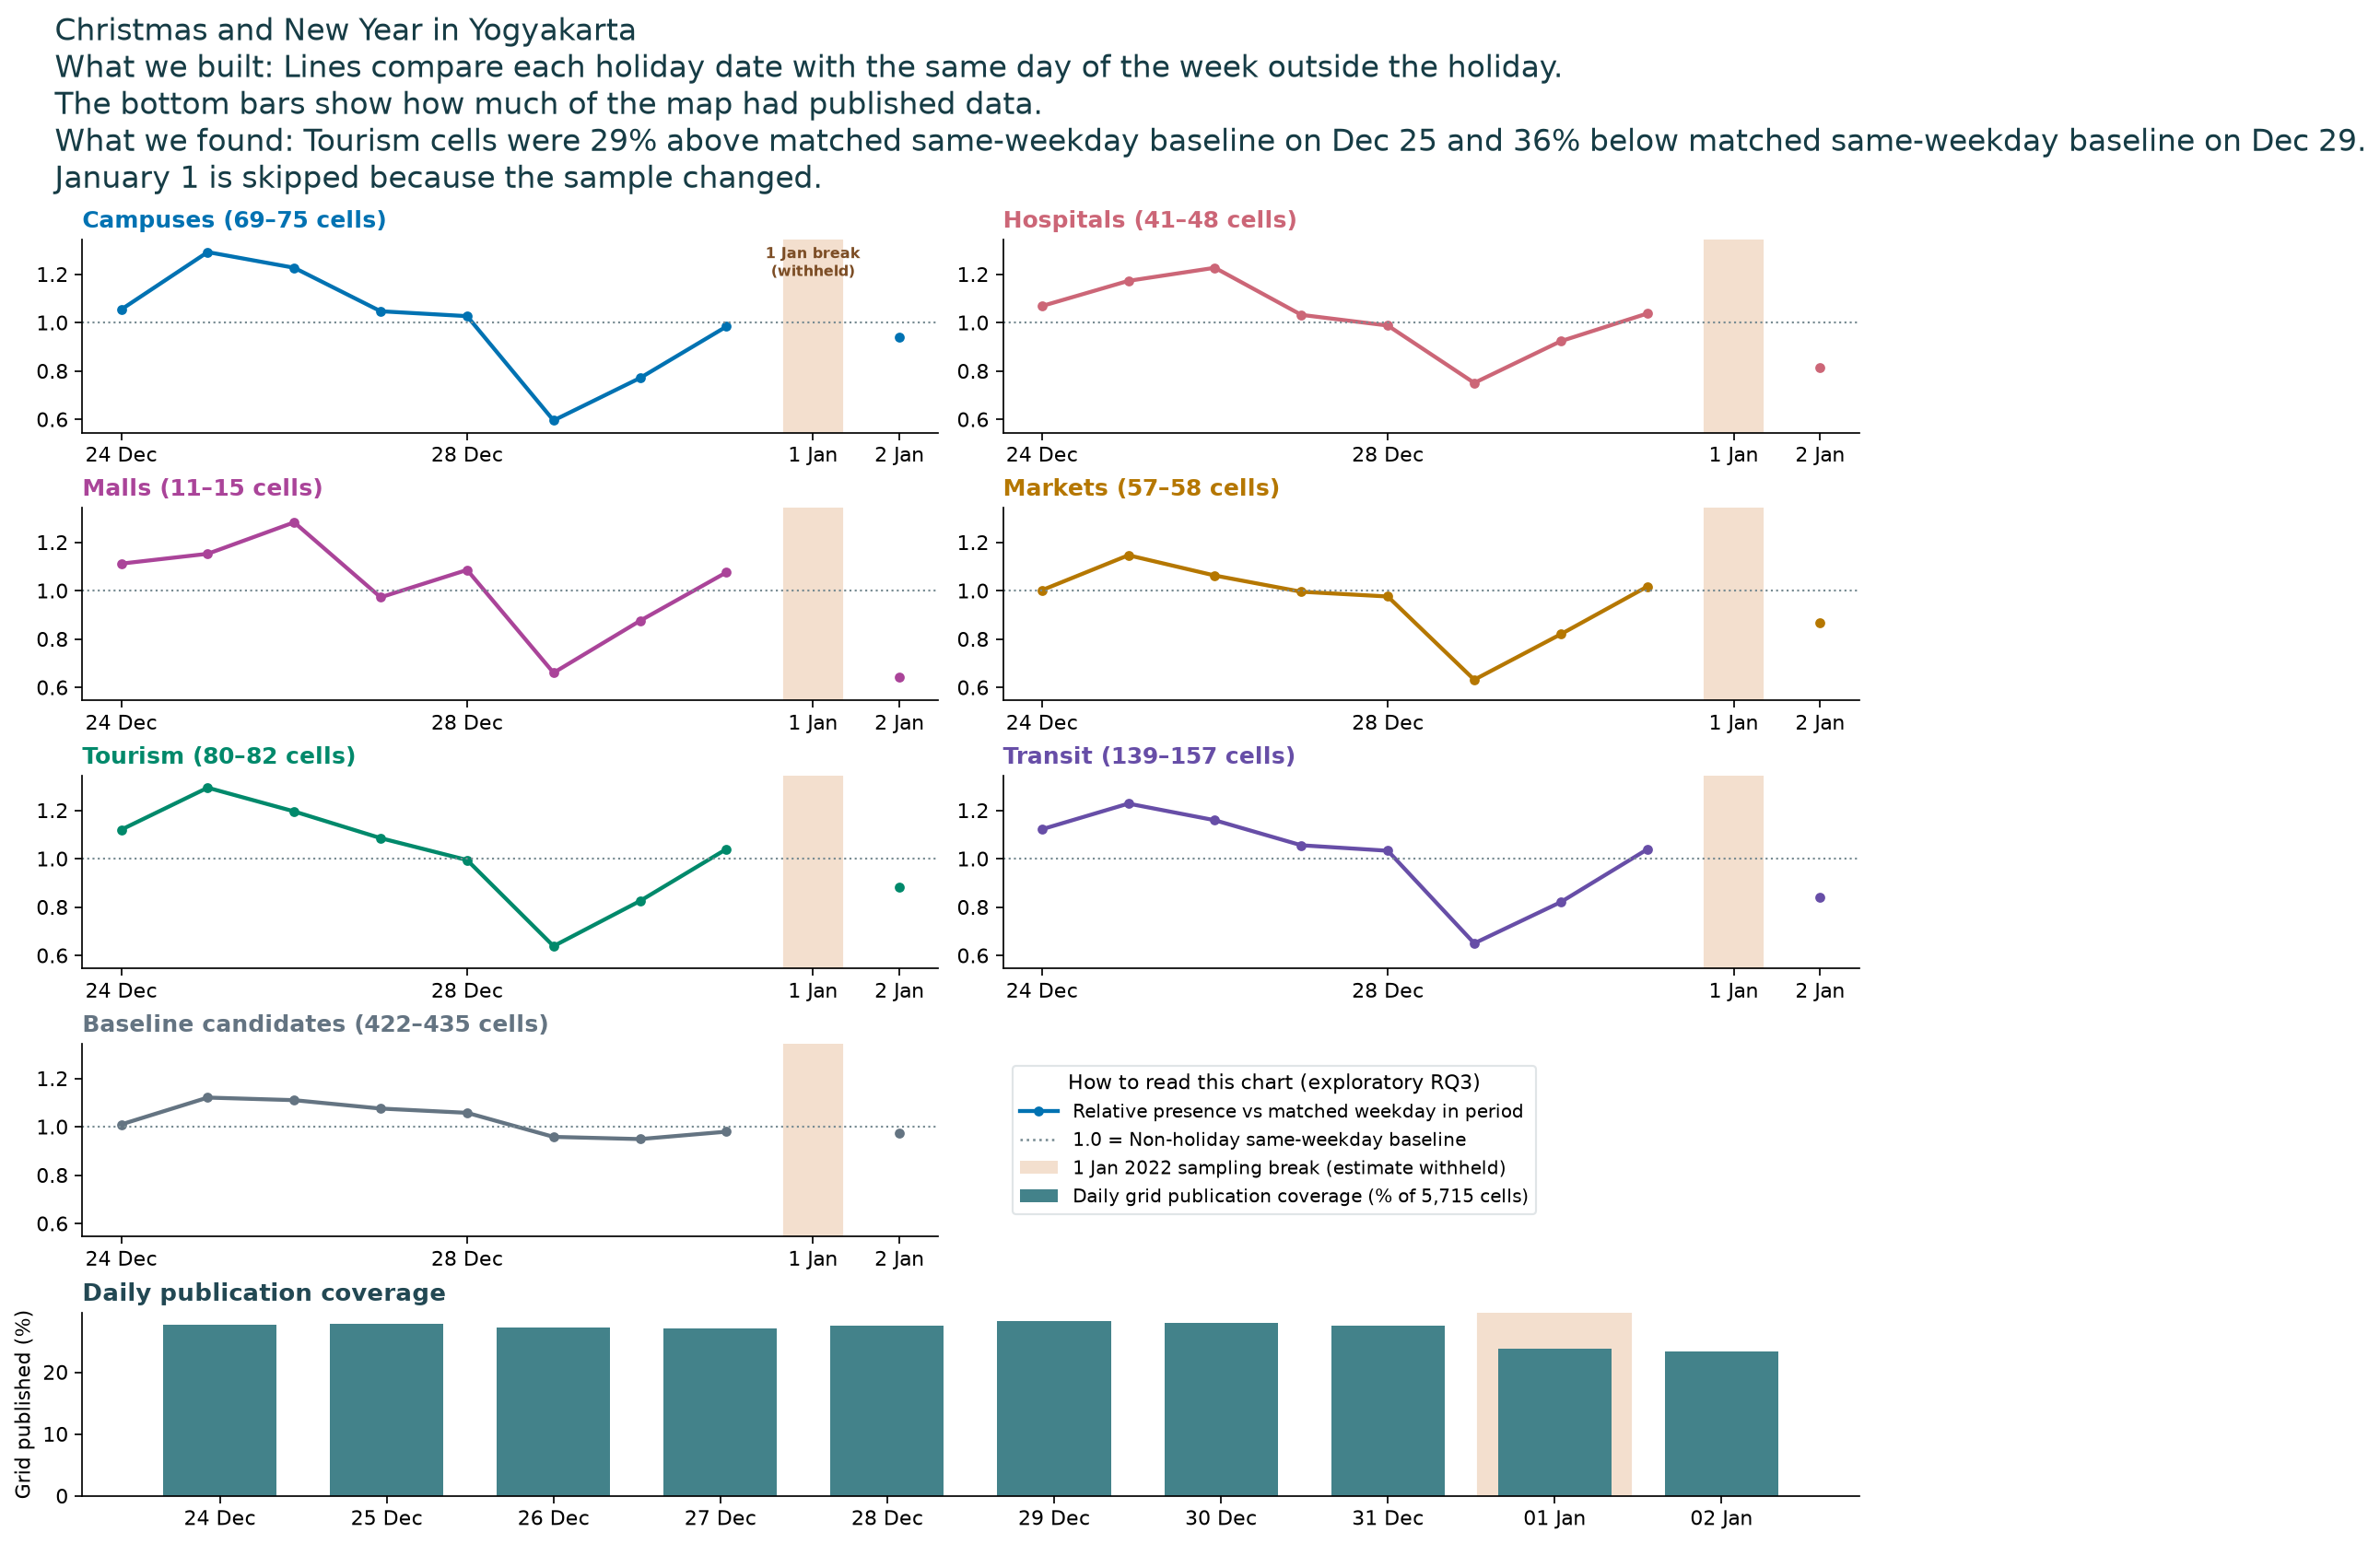 Christmas and New Year in Yogyakarta
What we built: Lines compare each holiday date with the same day of the week outside the holiday.
The bottom bars show how much of the map had published data.
What we found: Tourism cells were 29% above matched same-weekday baseline on Dec 25 and 36% below matched same-weekday baseline on Dec 29.
January 1 is skipped because the sample changed.
Campuses (69–75 cells)
1 Jan break
(withheld)
1.2
1.0
0.8
0.6
24 Dec
28 Dec
1 Jan
2 Jan
Hospitals (41–48 cells)
1.2
1.0
0.8
0.6
24 Dec
28 Dec
1 Jan
2 Jan
Malls (11–15 cells)
1.2
1.0
0.8
0.6
24 Dec
28 Dec
1 Jan
2 Jan
Markets (57–58 cells)
1.2
1.0
0.8
0.6
24 Dec
28 Dec
1 Jan
2 Jan
Tourism (80–82 cells)
1.2
1.0
0.8
0.6
24 Dec
28 Dec
1 Jan
2 Jan
Transit (139–157 cells)
1.2
1.0
0.8
0.6
24 Dec
28 Dec
1 Jan
2 Jan
Baseline candidates (422–435 cells)
1.2
1.0
0.8
0.6
24 Dec
28 Dec
1 Jan
2 Jan
How to read this chart (exploratory RQ3)
Relative presence vs matched weekday in period
1.0 = Non-holiday same-weekday baseline
1 Jan 2022 sampling break (estimate withheld)
Daily grid publication coverage (% of 5,715 cells)
Daily publication coverage
Grid published (%)
20
10
0
24 Dec
25 Dec
26 Dec
27 Dec
28 Dec
29 Dec
30 Dec
31 Dec
01 Jan
02 Jan